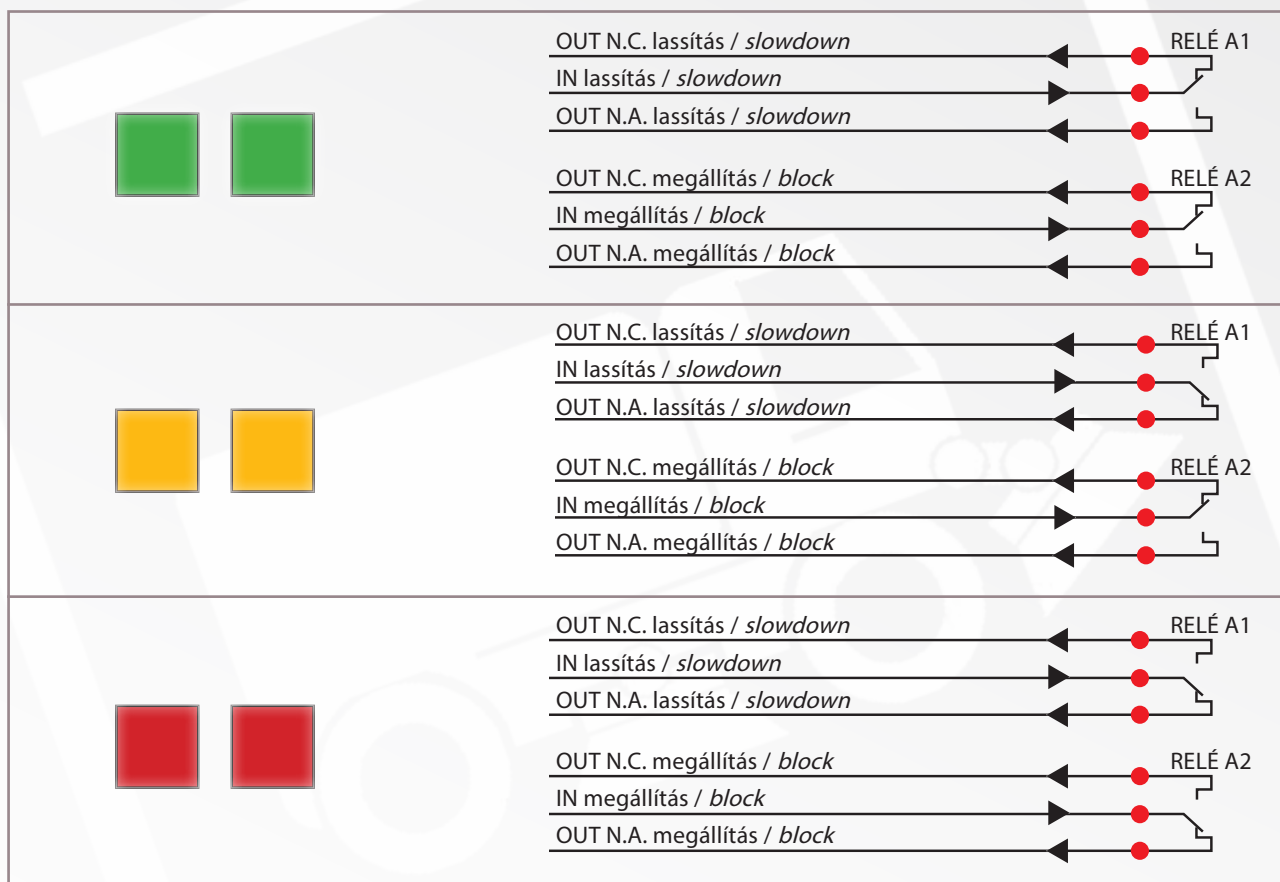 OUT N.C. lassítás / slowdown RELÉ A1
IN lassítás / slowdown
OUT N.A. lassítás / slowdown
OUT N.C. megállítás / block RELÉ A2
IN megállítás / block
OUT N.A. megállítás / block
OUT N.C. lassítás / slowdown RELÉ A1
IN lassítás / slowdown
OUT N.A. lassítás / slowdown
OUT N.C. megállítás / block RELÉ A2
IN megállítás / block
OUT N.A. megállítás / block
OUT N.C. lassítás / slowdown RELÉ A1
IN lassítás / slowdown
OUT N.A. lassítás / slowdown
OUT N.C. megállítás / block RELÉ A2
IN megállítás / block
OUT N.A. megállítás / block